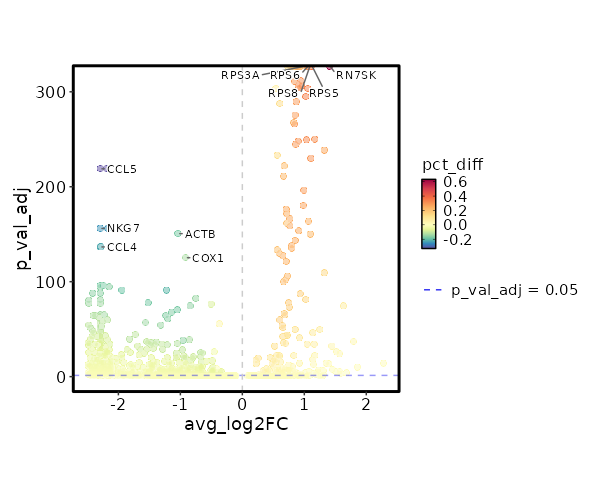 RPS3A RPS6 RN7SK
RPS8 RPS5
CCL5
NKG7
ACTB
CCL4
COX1
300
200
100
0
-2 -1 0 1 2
avg_log2FC
p_val_adj
pct_diff
0.6
0.4
0.2
0.0
-0.2
p_val_adj = 0.05